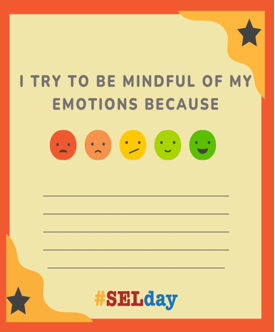 I TRY TO BE MINDFUL OF MY
EMOTIONS BECAUSE
#SELday